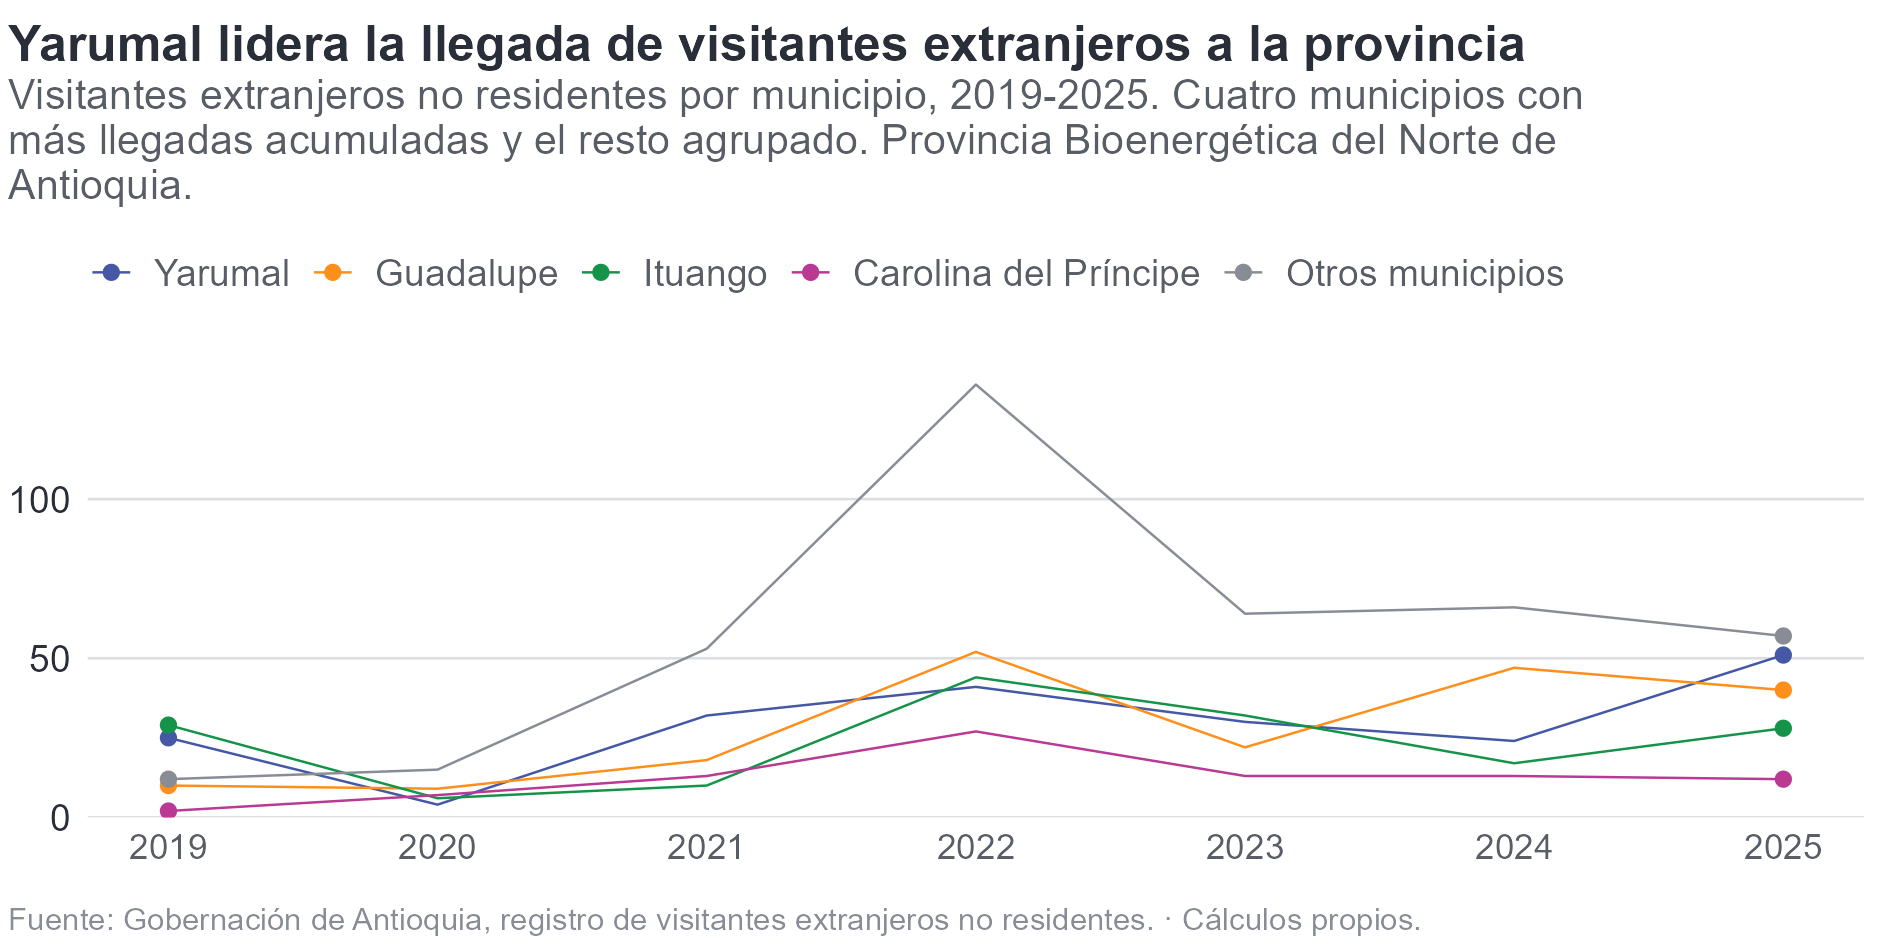 Yarumal lidera la llegada de visitantes extranjeros a la provincia
Visitantes extranjeros no residentes por municipio, 2019-2025. Cuatro municipios con
más llegadas acumuladas y el resto agrupado. Provincia Bioenergética del Norte de
Antioquia.
Yarumal Guadalupe Ituango Carolina del Príncipe Otros municipios
100
50
0
2019 2020 2021 2022 2023 2024 2025
Fuente: Gobernación de Antioquia, registro de visitantes extranjeros no residentes. · Cálculos propios.